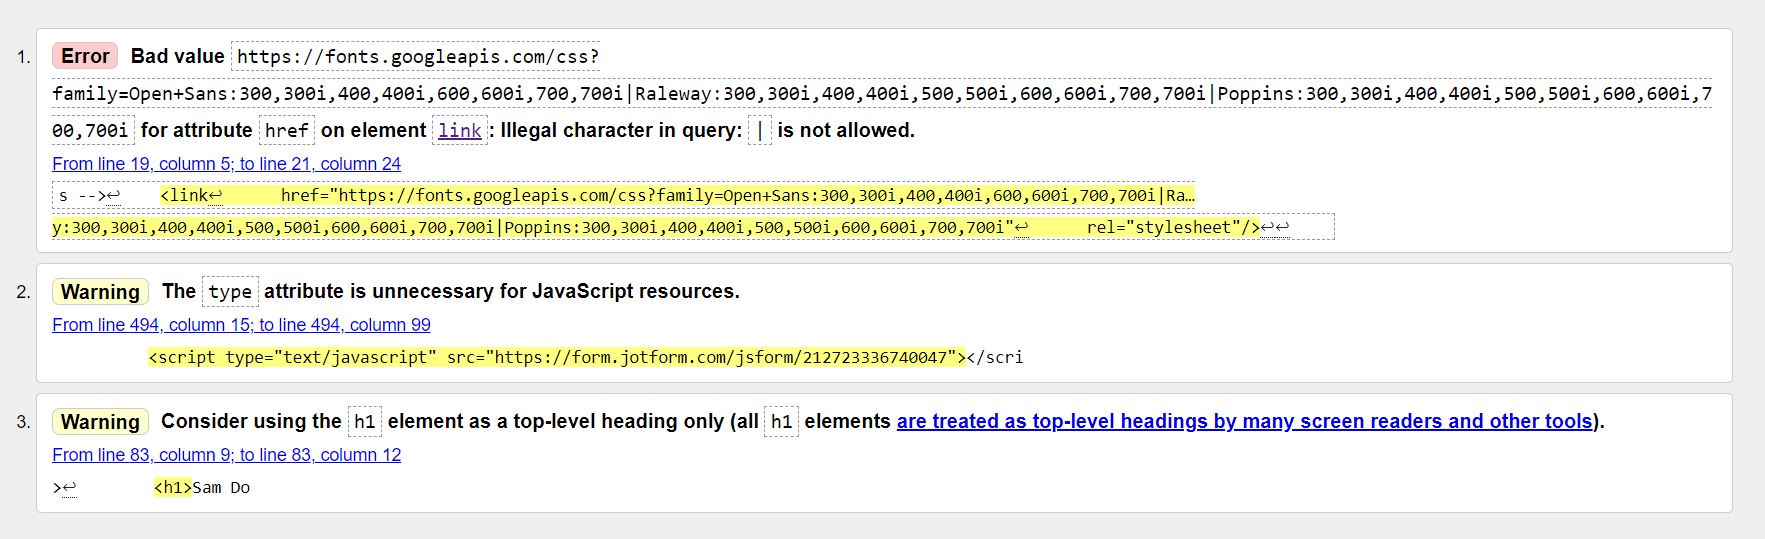 1. Error Bad value https://fonts.googleapis.com/css?
family=Open+Sans:300,300i,400,400i,600,600i,700,700i|Raleway:300,300i,400,400i,500,500i,600,600i,700,700i|Poppins:300,300i,400,400i,500,500i,600,600i,7
00,700i for attribute href on element link: Illegal character in query: | is not allowed.
From line 19, column 5; to line 21, column 24
s -->↩ <link↩ href="https://fonts.googleapis.com/css?family=Open+Sans:300,300i,400,400i,600,600i,700,700i|Ra…
y:300,300i,400,400i,500,500i,600,600i,700,700i|Poppins:300,300i,400,400i,500,500i,600,600i,700,700i"↩ rel="stylesheet"/>↩↩
2. Warning The type attribute is unnecessary for JavaScript resources.
From line 494, column 15; to line 494, column 99
<script type="text/javascript" src="https://form.jotform.com/jsform/212723336740047"></scri
3. Warning Consider using the h1 element as a top-level heading only (all h1 elements are treated as top-level headings by many screen readers and other tools).
From line 83, column 9; to line 83, column 12
>↩ <h1>Sam Do